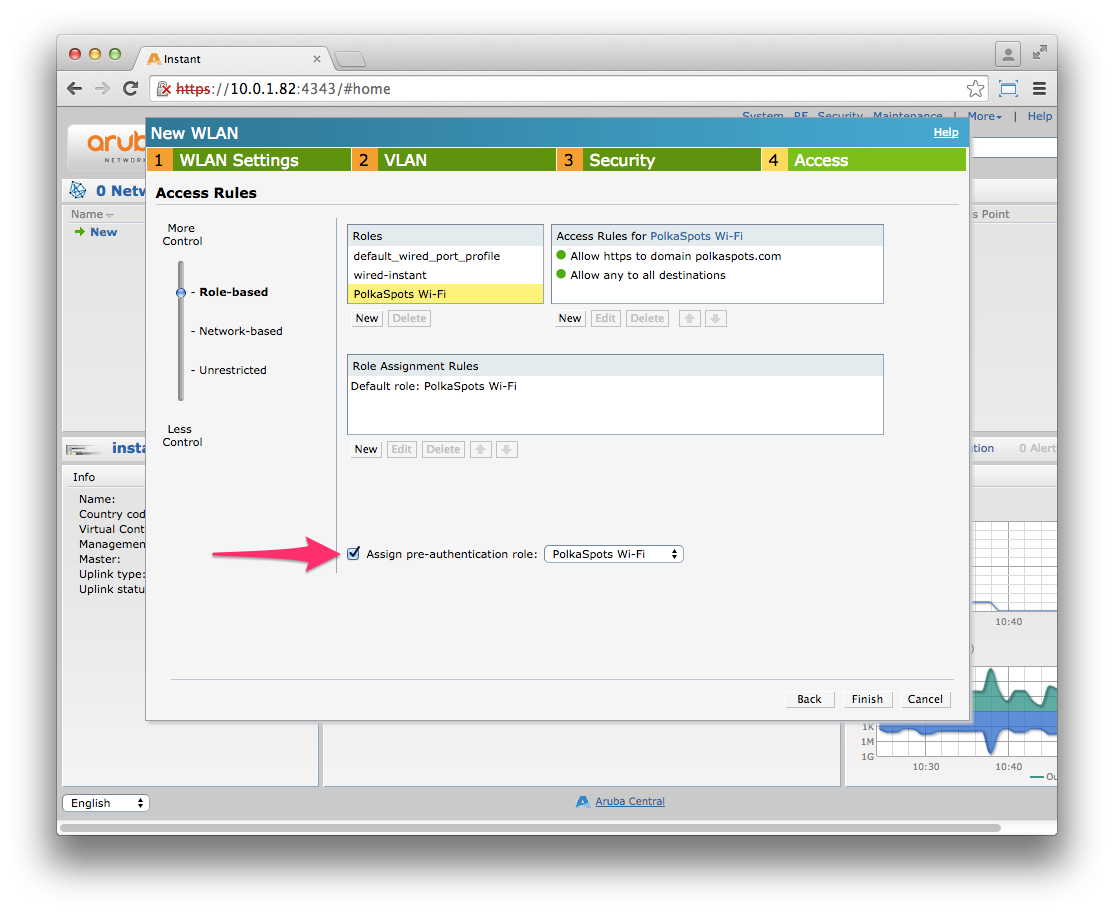 Instant
https://10.0.1.82:4343/#home
System RF Security Maintenance | More | Help
New WLAN Help
1 WLAN Settings 2 VLAN 3 Security 4 Access
aruba
NETWOR
0 Netw
Access Rules
Name
s Point
New
More
Control
Role-based
Network-based
Unrestricted
Less
Control
Roles
default_wired_port_profile
wired-instant
PolkaSpots Wi-Fi
New Delete
Access Rules for PolkaSpots Wi-Fi
Allow https to domain polkaspots.com
Allow any to all destinations
New Edit Delete
Role Assignment Rules
Default role: PolkaSpots Wi-Fi
New Edit Delete
insta
tion 0 Alert
Info
Name:
Country cod
Virtual Cont
Managemen
Master:
Uplink type:
Uplink statu
Assign pre-authentication role: PolkaSpots Wi-Fi
10:40
)
Back Finish Cancel
1K
1M
1G
10:30 10:40
Ou
English
Aruba Central